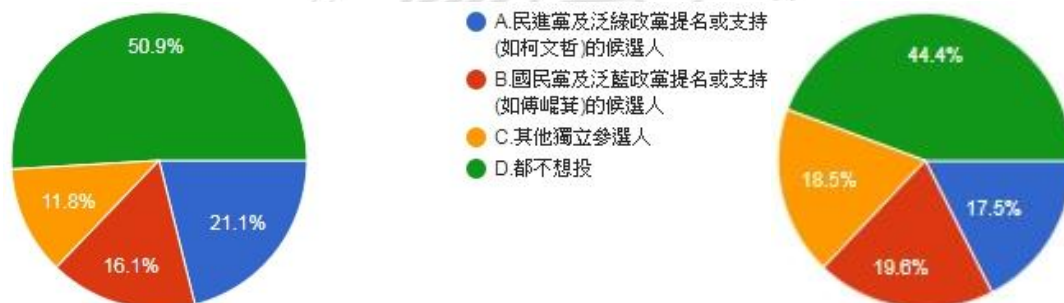 50.9%
11.8%
16.1%
21.1%
A.民進黨及泛綠政黨提名或支持
(如柯文哲)的候選人
B.國民黨及泛藍政黨提名或支持
(如傅崐萁)的候選人
C.其他獨立參選人
D.都不想投
44.4%
18.5%
19.6%
17.5%